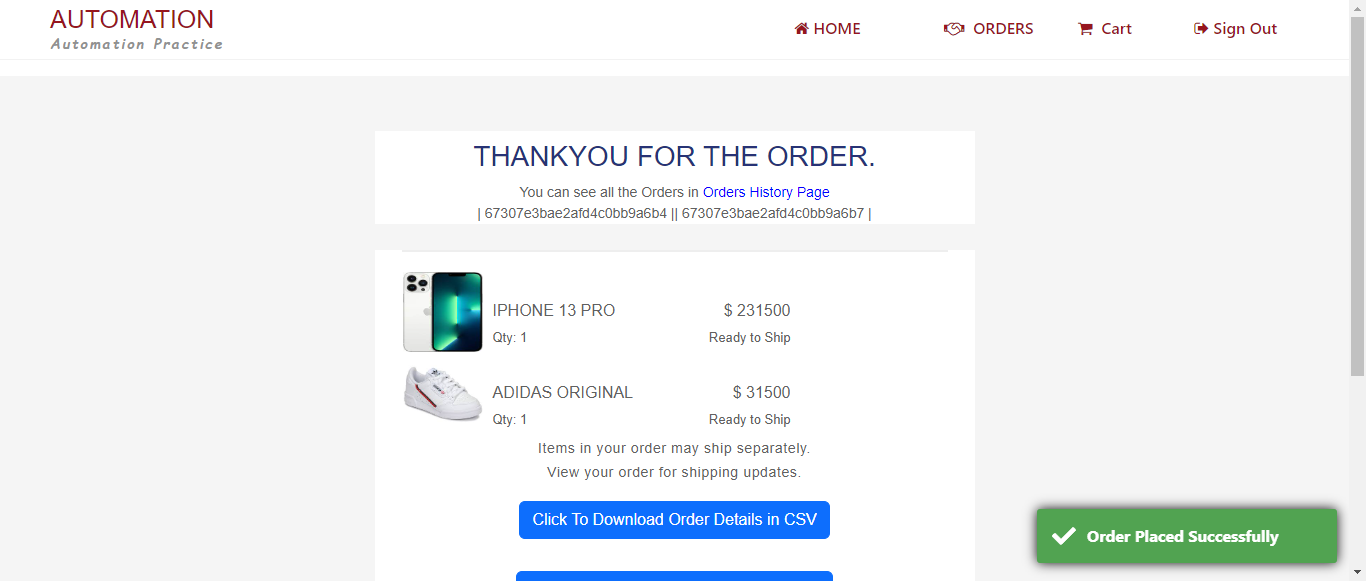 AUTOMATION
Automation Practice
HOME
ORDERS
Cart
Sign Out
THANKYOU FOR THE ORDER.
You can see all the Orders in Orders History Page
| 67307e3bae2afd4c0bb9a6b4 || 67307e3bae2afd4c0bb9a6b7 |
IPHONE 13 PRO
$ 231500
Qty: 1
Ready to Ship
ADIDAS ORIGINAL
$ 31500
Qty: 1
Ready to Ship
Items in your order may ship separately.
View your order for shipping updates.
Click To Download Order Details in CSV
Order Placed Successfully